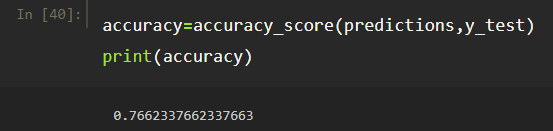 In [40]:
accuracy=accuracy_score(predictions,y_test)
print(accuracy)
0.7662337662337663